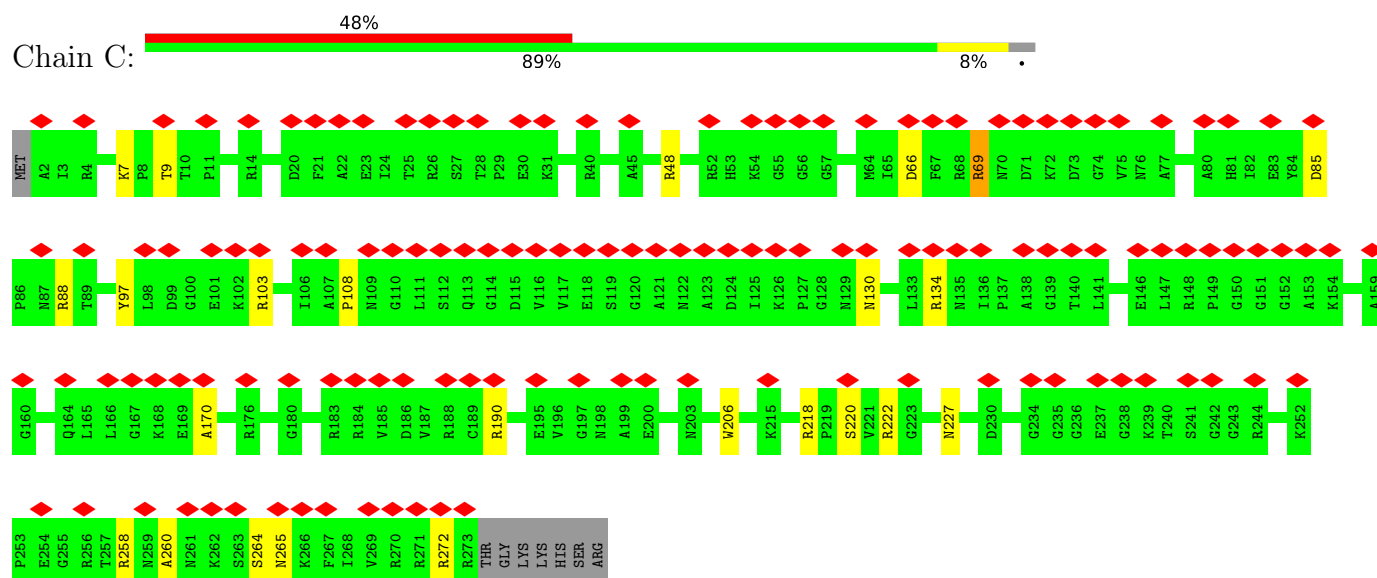 48%
Chain C:
89% 8% •
MET A2 I3 R4 K7 P8 T9 T10 P11 R14 D20 F21 A22 E23 I24 T25 R26 S27 T28 P29 E30 K31 R40 A45 R48 R52 H53 K54 G55 G56 G57 M64 I65 D66 F67 R68 R69 N70 D71 K72 D73 G74 V75 N76 A77 A80 H81 I82 E83 Y84 D85
P86 N87 R88 T89 Y97 L98 D99 G100 E101 K102 R103 I106 A107 P108 N109 G110 L111 S112 Q113 G114 D115 V116 V117 E118 S119 G120 A121 N122 A123 D124 I125 K126 P127 G128 N129 N130 L133 R134 N135 I136 P137 A138 G139 T140 L141 E146 L147 R148 P149 G150 G151 G152 A153 K154 A159
G160 Q164 L165 L166 G167 K168 E169 A170 R176 G180 R183 R184 V185 D186 V187 R188 C189 R190 E195 V196 G197 N198 A199 E200 N203 W206 K215 R218 P219 S220 V221 R222 G223 N227 D230 G234 G235 G236 E237 G238 K239 T240 S241 G242 G243 R244 K252
P253 E254 G255 R256 T257 R258 N259 A260 N261 K262 S263 S264 N265 K266 F267 I268 V269 R270 R271 R272 R273 THR GLY LYS LYS HIS SER ARG